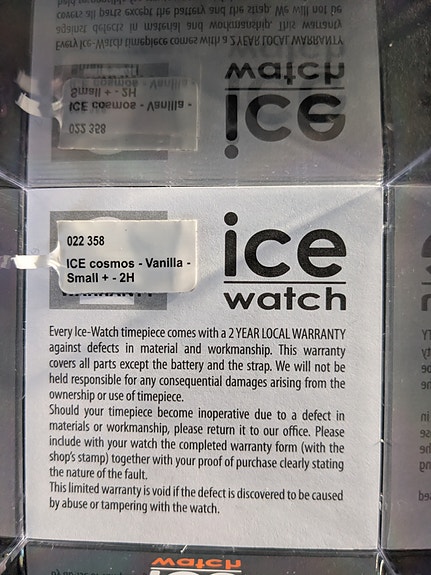 022 358
ICE cosmos - Vanilla -
Small + - 2H
ice
watch
WARRANTY
Every Ice-Watch timepiece comes with a 2 YEAR LOCAL WARRANTY
against defects in material and workmanship. This warranty
covers all parts except the battery and the strap. We will not be
held responsible for any consequential damages arising from the
ownership or use of timepiece.
Should your timepiece become inoperative due to a defect in
materials or workmanship, please return it to our office. Please
include with your watch the completed warranty form (with the
shop's stamp) together with your proof of purchase clearly stating
the nature of the fault.
This limited warranty is void if the defect is discovered to be caused
by abuse or tampering with the watch.